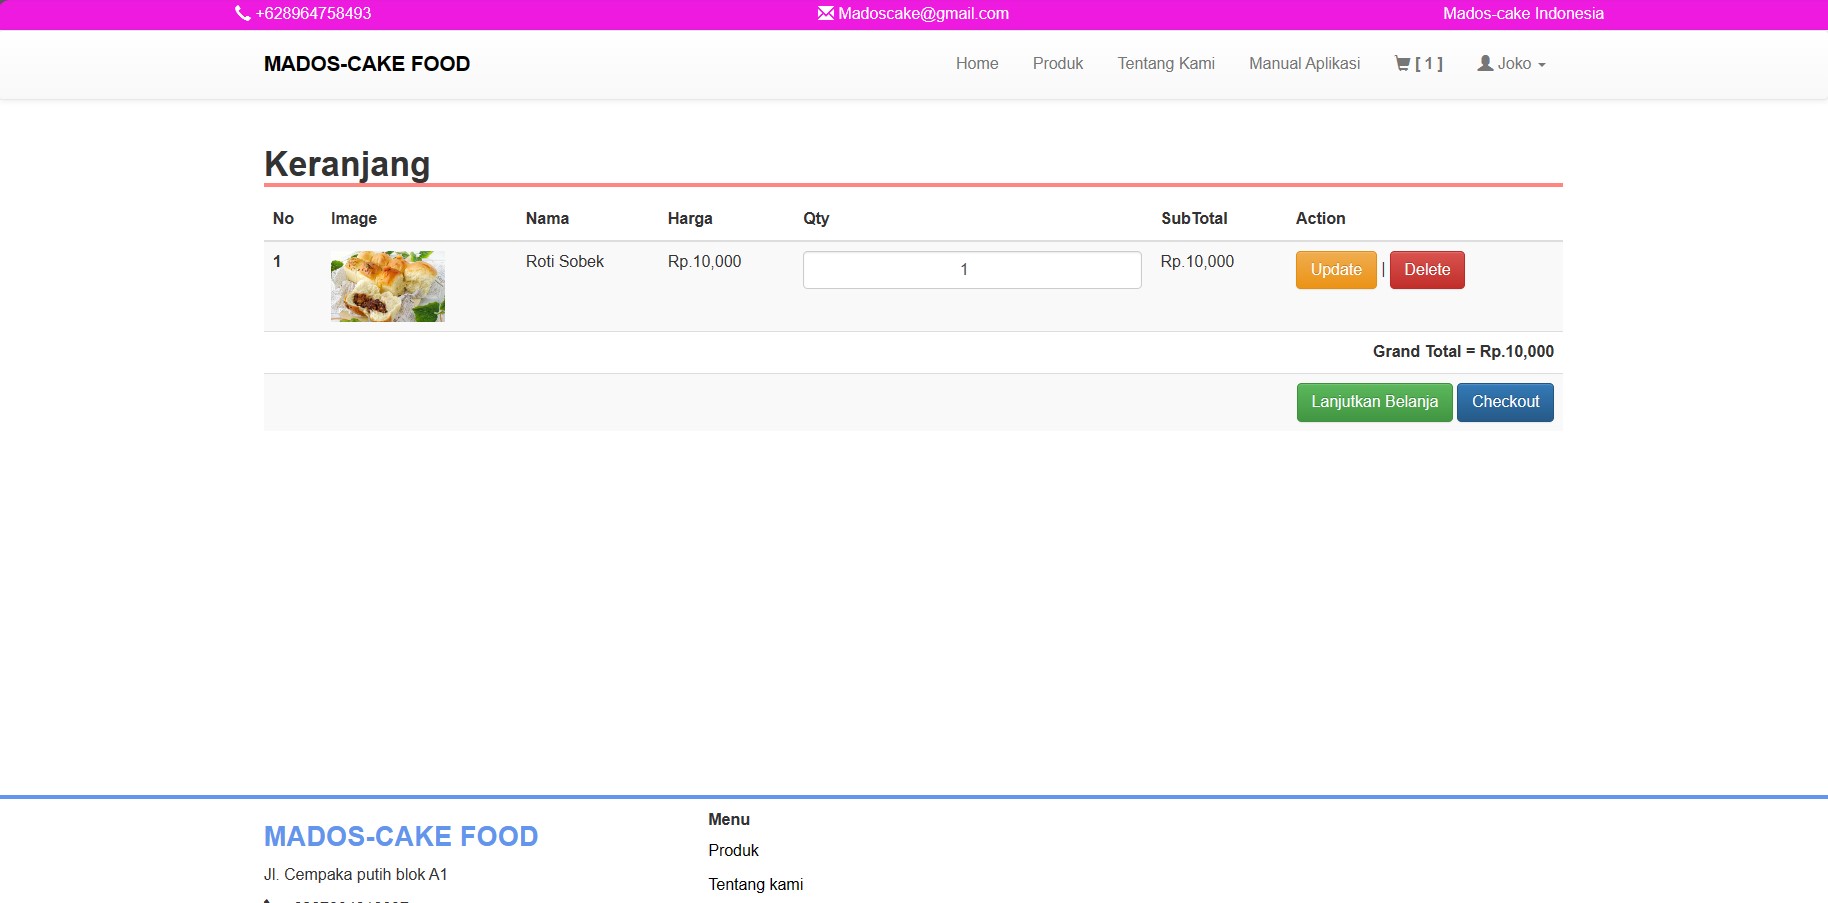 +628964758493 Madoscake@gmail.com Mados-cake Indonesia
MADOS-CAKE FOOD Home Produk Tentang Kami Manual Aplikasi [ 1 ] Joko
Keranjang
No Image Nama Harga Qty SubTotal Action
1 Roti Sobek Rp.10,000 1 Rp.10,000 Update | Delete
Grand Total = Rp.10,000
Lanjutkan Belanja Checkout
MADOS-CAKE FOOD
Jl. Cempaka putih blok A1
Menu
Produk
Tentang kami